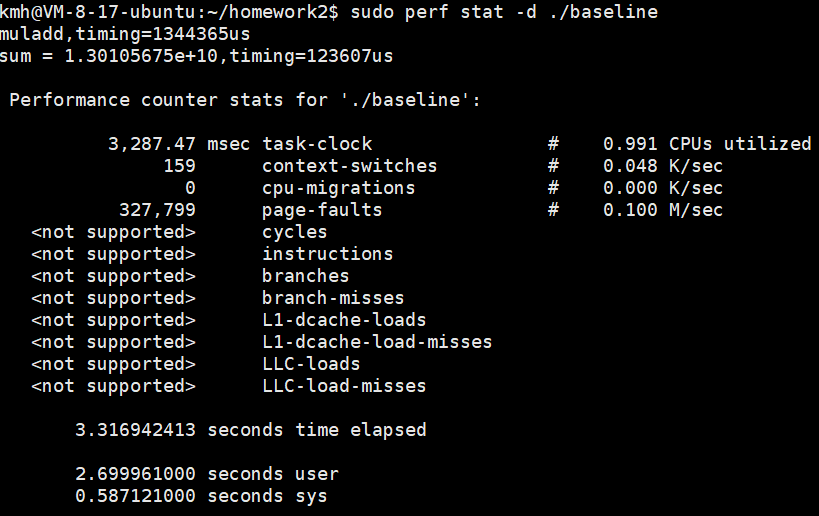 kmh@VM-8-17-ubuntu:~/homework2$ sudo perf stat -d ./baseline
muladd,timing=1344365us
sum = 1.30105675e+10,timing=123607us
Performance counter stats for './baseline':
3,287.47 msec task-clock # 0.991 CPUs utilized
159 context-switches # 0.048 K/sec
0 cpu-migrations # 0.000 K/sec
327,799 page-faults # 0.100 M/sec
<not supported> cycles
<not supported> instructions
<not supported> branches
<not supported> branch-misses
<not supported> L1-dcache-loads
<not supported> L1-dcache-load-misses
<not supported> LLC-loads
<not supported> LLC-load-misses
3.316942413 seconds time elapsed
2.699961000 seconds user
0.587121000 seconds sys